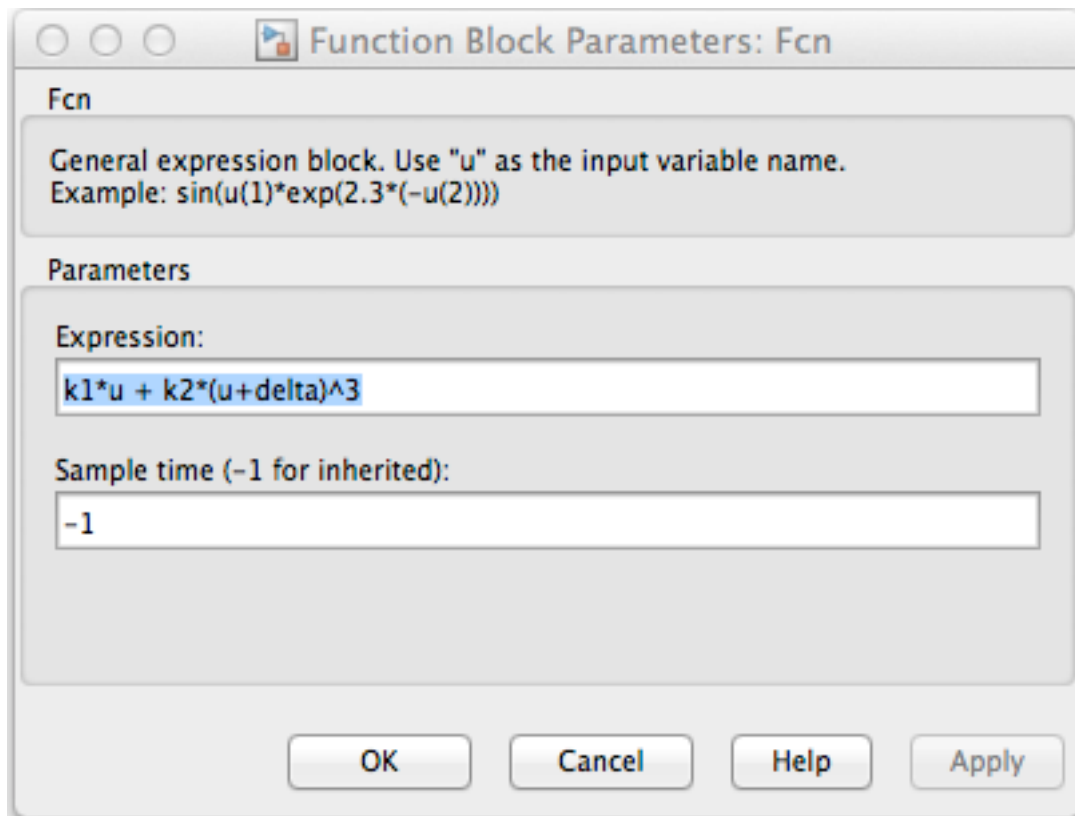 Function Block Parameters: Fcn
Fcn
General expression block. Use "u" as the input variable name.
Example: sin(u(1)*exp(2.3*(-u(2))))
Parameters
Expression:
k1*u + k2*(u+delta)^3
Sample time (-1 for inherited):
-1
OK Cancel Help Apply